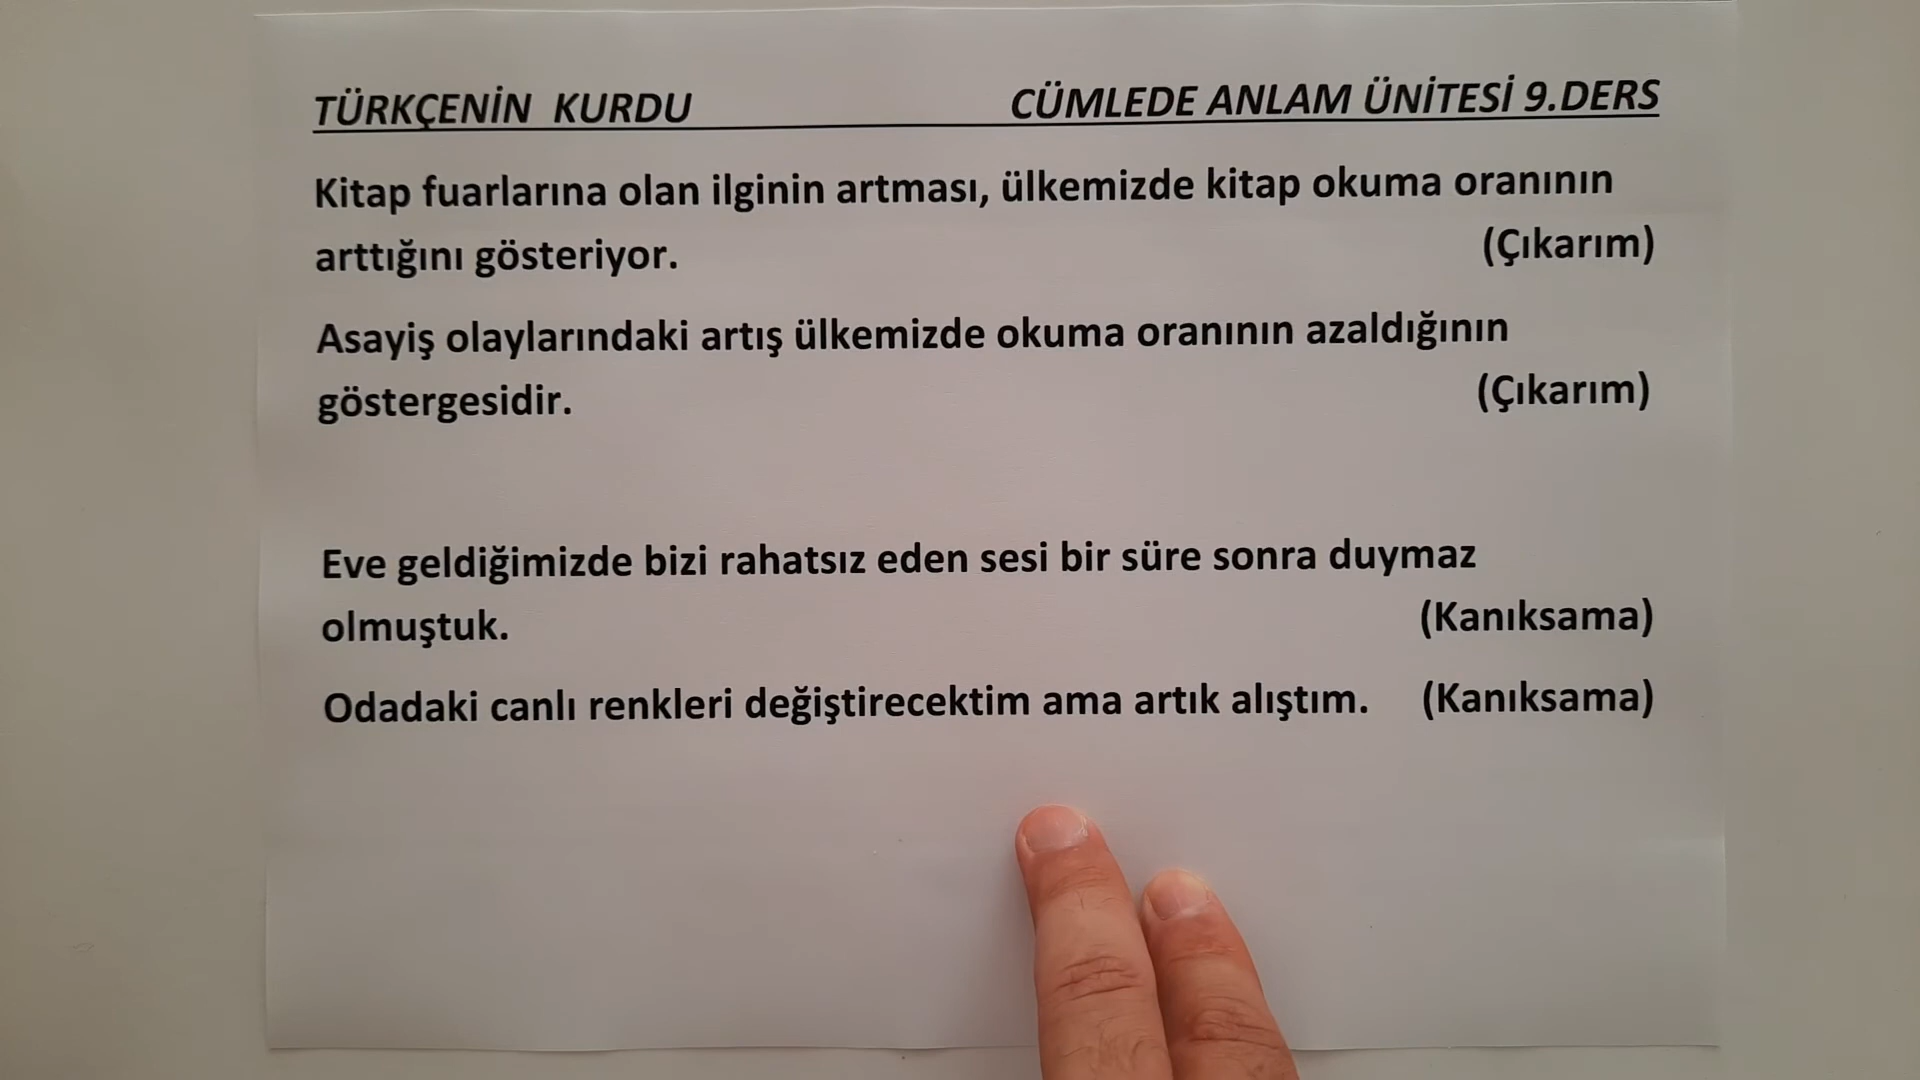 TÜRKÇENİN KURDU CÜMLEDE ANLAM ÜNİTESİ 9.DERS
Kitap fuarlarına olan ilginin artması, ülkemizde kitap okuma oranının
arttığını gösteriyor. (Çıkarım)
Asayiş olaylarındaki artış ülkemizde okuma oranının azaldığının
göstergesidir. (Çıkarım)
Eve geldiğimizde bizi rahatsız eden sesi bir süre sonra duymaz
olmuştuk. (Kanıksama)
Odadaki canlı renkleri değiştirecektim ama artık alıştım. (Kanıksama)